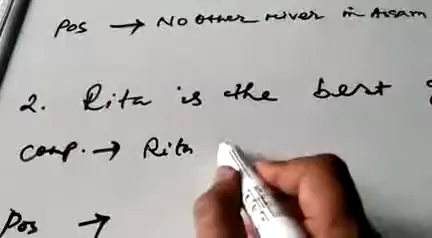 Pos → No other river in Assam
2. Rita is the best
Comp. → Rita
Pos →